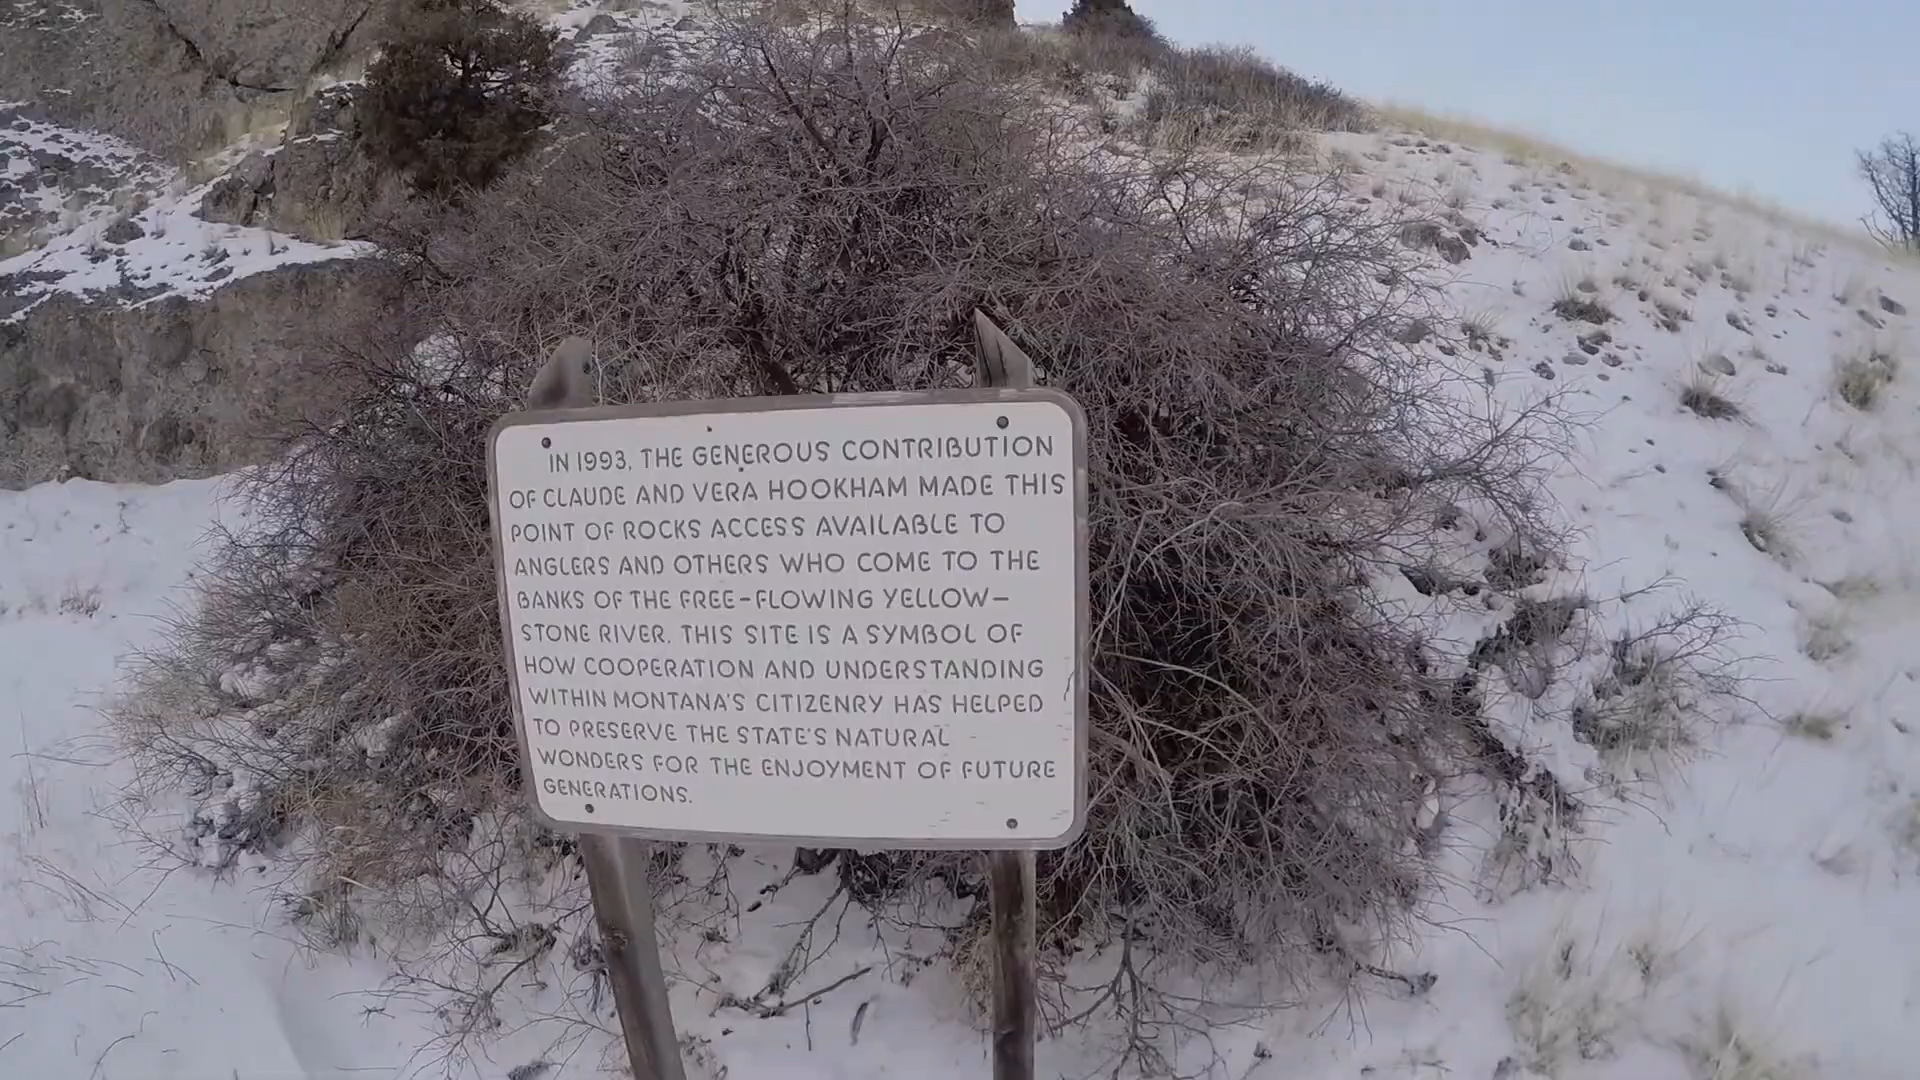 IN 1993, THE GENEROUS CONTRIBUTION
OF CLAUDE AND VERA HOOKHAM MADE THIS
POINT OF ROCKS ACCESS AVAILABLE TO
ANGLERS AND OTHERS WHO COME TO THE
BANKS OF THE FREE-FLOWING YELLOW-
STONE RIVER. THIS SITE IS A SYMBOL OF
HOW COOPERATION AND UNDERSTANDING
WITHIN MONTANA'S CITIZENRY HAS HELPED
TO PRESERVE THE STATE'S NATURAL
WONDERS FOR THE ENJOYMENT OF FUTURE
GENERATIONS.